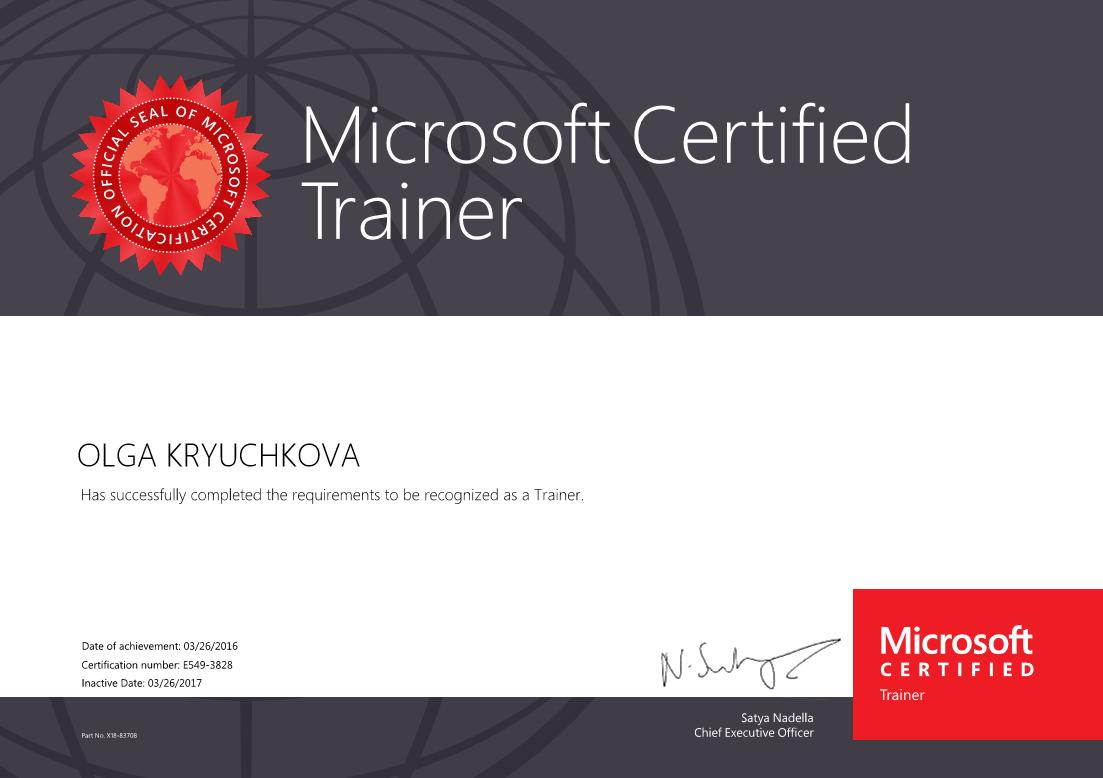 OFFICIAL SEAL OF MICROSOFT CERTIFICATION
Microsoft Certified
Trainer
OLGA KRYUCHKOVA
Has successfully completed the requirements to be recognized as a Trainer.
Date of achievement: 03/26/2016
Certification number: E549-3828
Inactive Date: 03/26/2017
N. Satya
Satya Nadella
Chief Executive Officer
Part No. X18-83708
Microsoft
CERTIFIED
Trainer